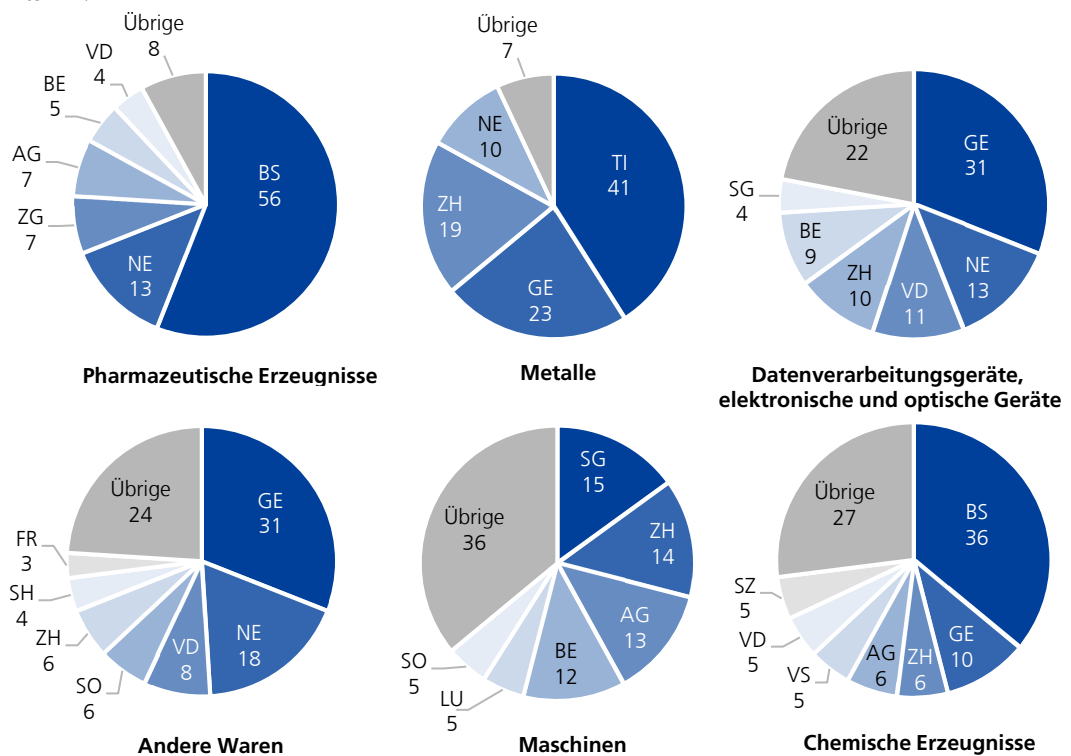 Übrige
8
VD
4
BE
5
AG
7
ZG
7
NE
13
BS
56
Pharmazeutische Erzeugnisse
Übrige
7
NE
10
ZH
19
GE
23
TI
41
Metalle
Übrige
22
SG
4
BE
9
ZH
10
VD
11
NE
13
GE
31
Datenverarbeitungsgeräte,
elektronische und optische Geräte
Übrige
24
FR
3
SH
4
ZH
6
SO
6
VD
8
NE
18
GE
31
Andere Waren
Übrige
36
SO
5
LU
5
BE
12
AG
13
ZH
14
SG
15
Maschinen
Übrige
27
SZ
5
VD
5
VS
5
AG
6
ZH
6
GE
10
BS
36
Chemische Erzeugnisse